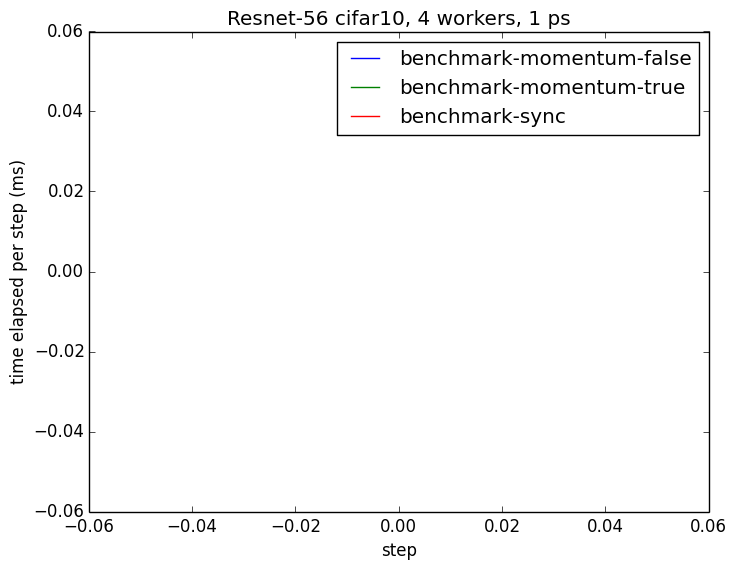 Resnet-56 cifar10, 4 workers, 1 ps
benchmark-momentum-false
benchmark-momentum-true
benchmark-sync
time elapsed per step (ms)
0.06
0.04
0.02
0.00
−0.02
−0.04
−0.06
−0.06 −0.04 −0.02 0.00 0.02 0.04 0.06
step